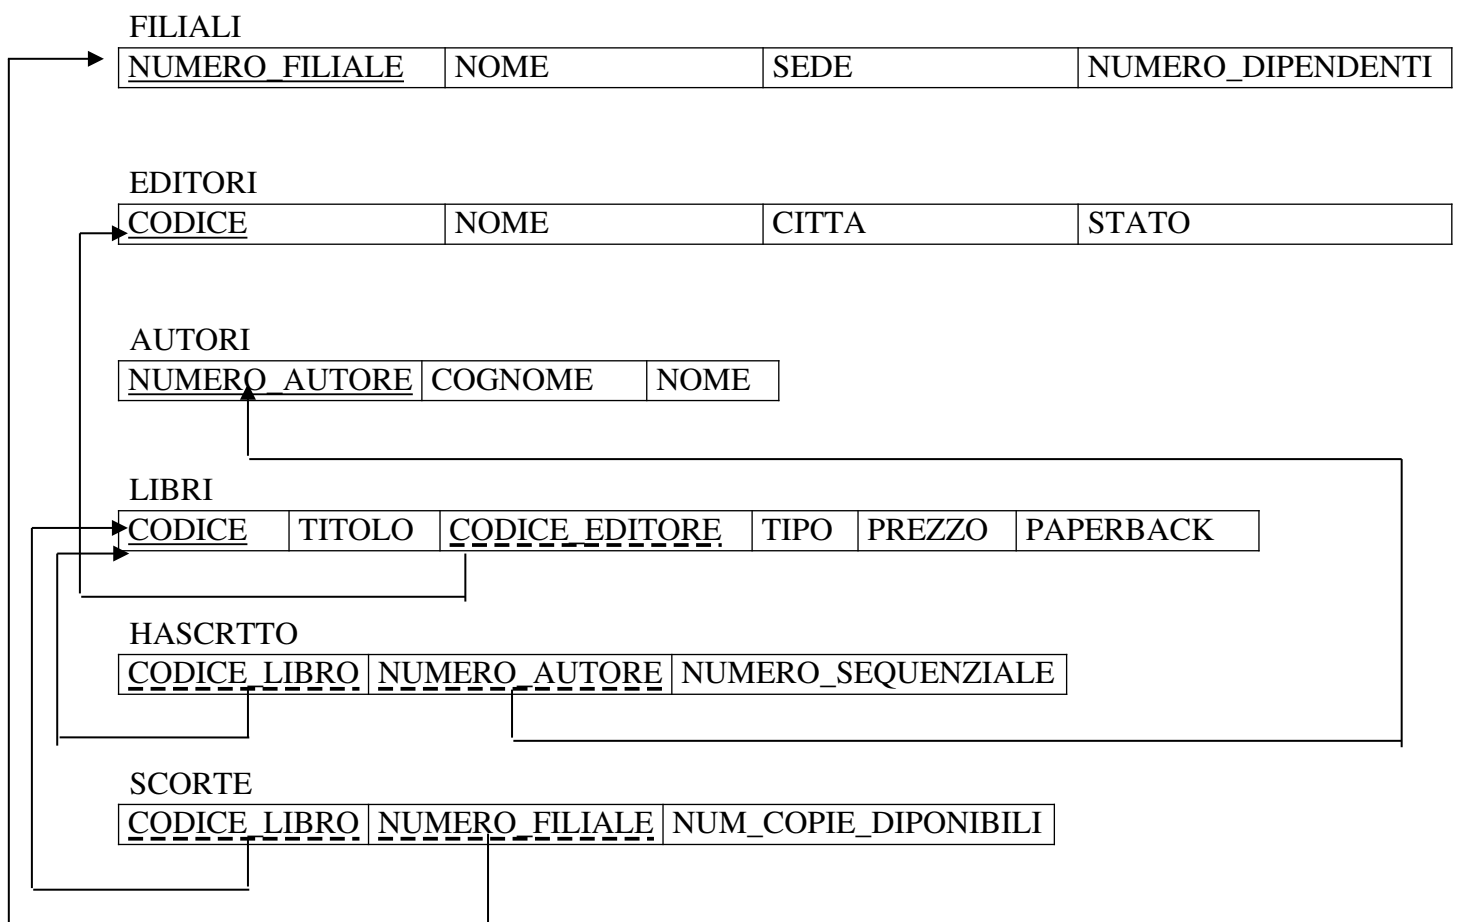 FILIALI
NUMERO_FILIALE NOME SEDE NUMERO_DIPENDENTI
EDITORI
CODICE NOME CITTA STATO
AUTORI
NUMERO_AUTORE COGNOME NOME
LIBRI
CODICE TITOLO CODICE_EDITORE TIPO PREZZO PAPERBACK
HASCRTTO
CODICE_LIBRO NUMERO_AUTORE NUMERO_SEQUENZIALE
SCORTE
CODICE_LIBRO NUMERO_FILIALE NUM_COPIE_DIPONIBILI